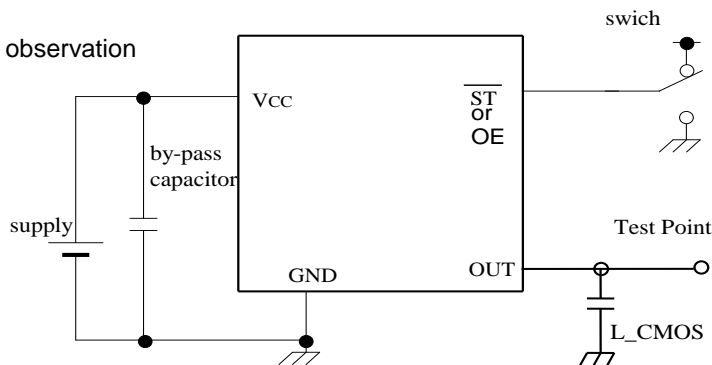 swich
observation
VCC
ST
or
OE
by-pass
capacitor
supply
Test Point
GND
OUT
L_CMOS